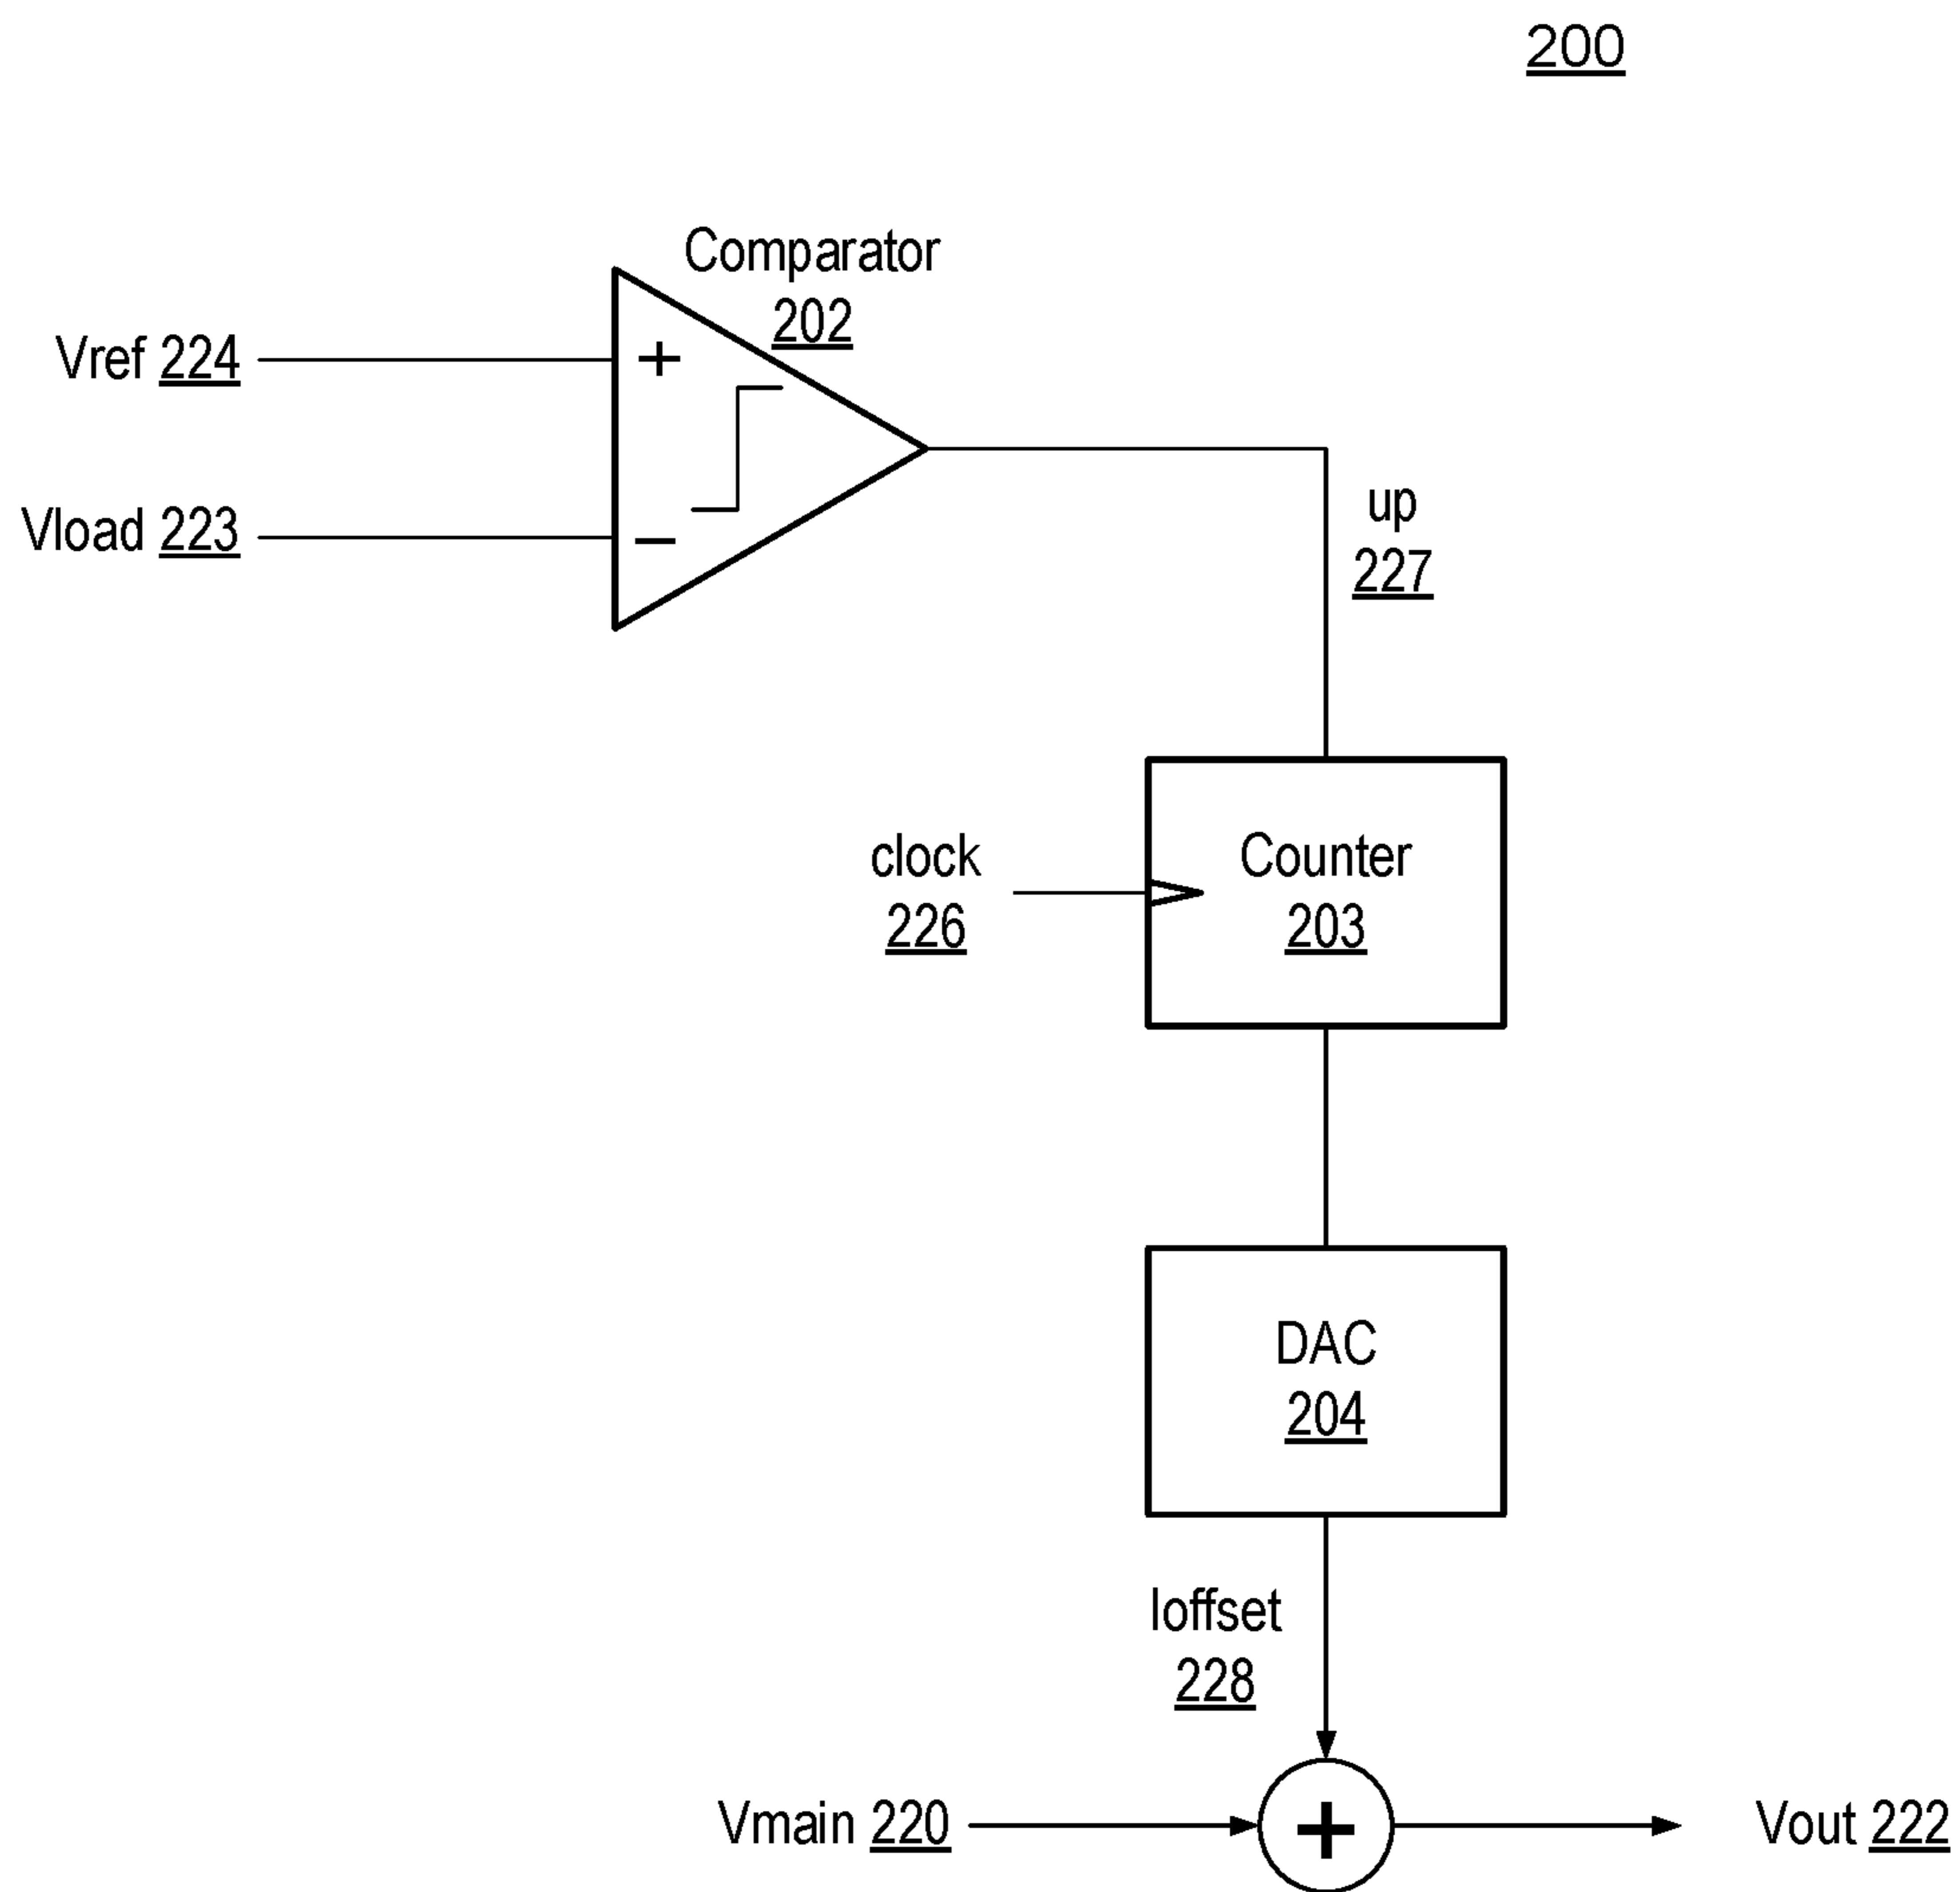 200
Comparator
202
Vref 224
Vload 223
up
227
clock
226
Counter
203
DAC
204
Ioffset
228
Vmain 220
Vout 222